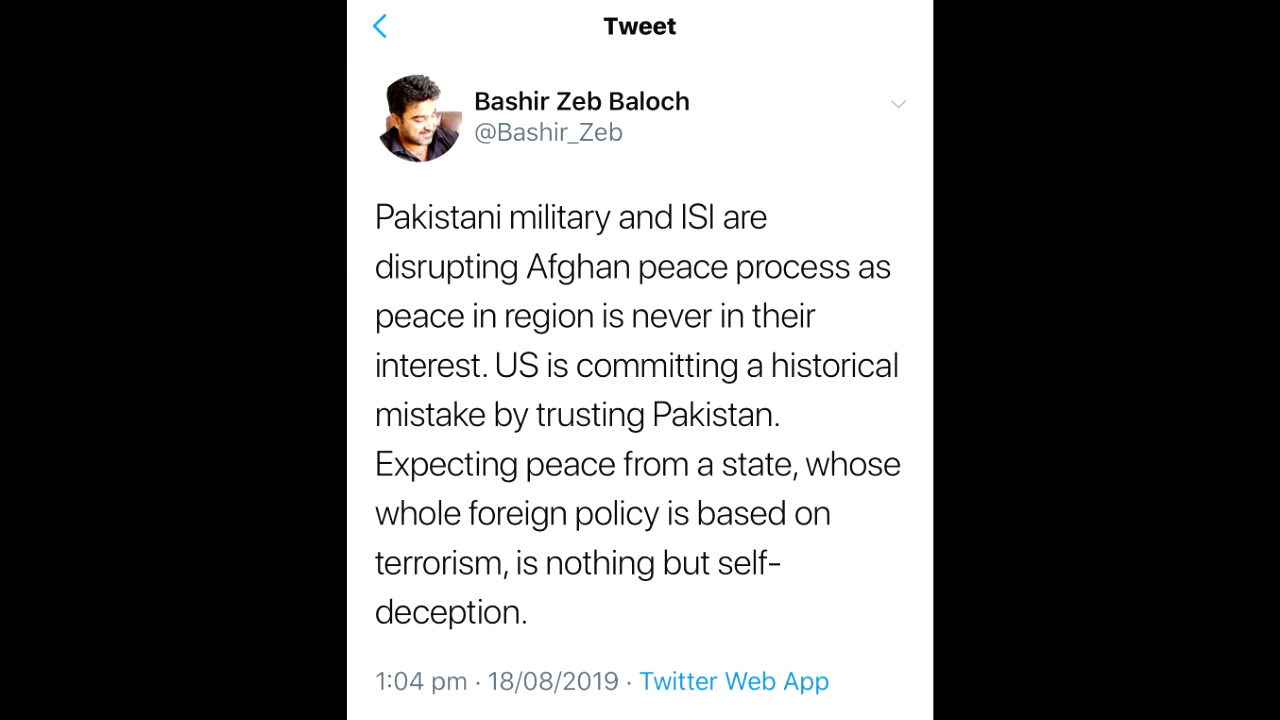 Tweet
Bashir Zeb Baloch
@Bashir_Zeb
Pakistani military and ISI are
disrupting Afghan peace process as
peace in region is never in their
interest. US is committing a historical
mistake by trusting Pakistan.
Expecting peace from a state, whose
whole foreign policy is based on
terrorism, is nothing but self-
deception.
1:04 pm · 18/08/2019 · Twitter Web App